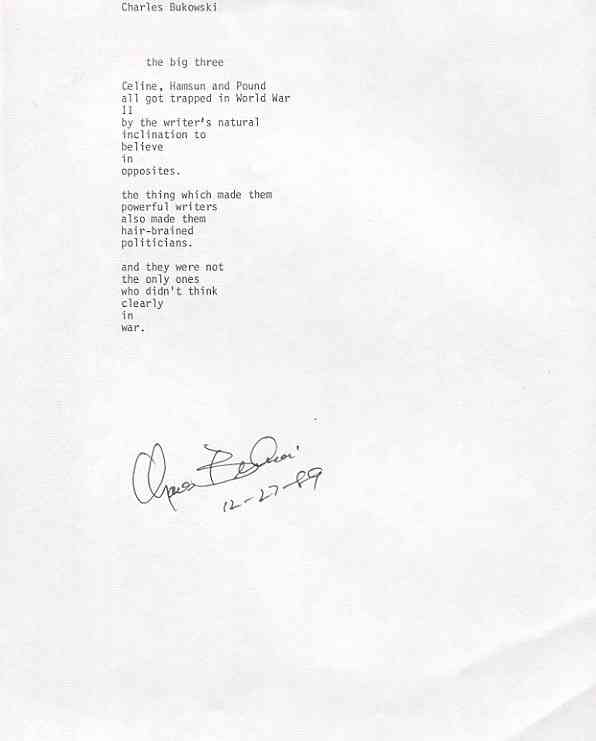 Charles Bukowski
the big three
Celine, Hamsun and Pound
all got trapped in World War
II
by the writer's natural
inclination to
believe
in
opposites.
the thing which made them
powerful writers
also made them
hair-brained
politicians.
and they were not
the only ones
who didn't think
clearly
in
war.
Charles Bukowski
12-27-89